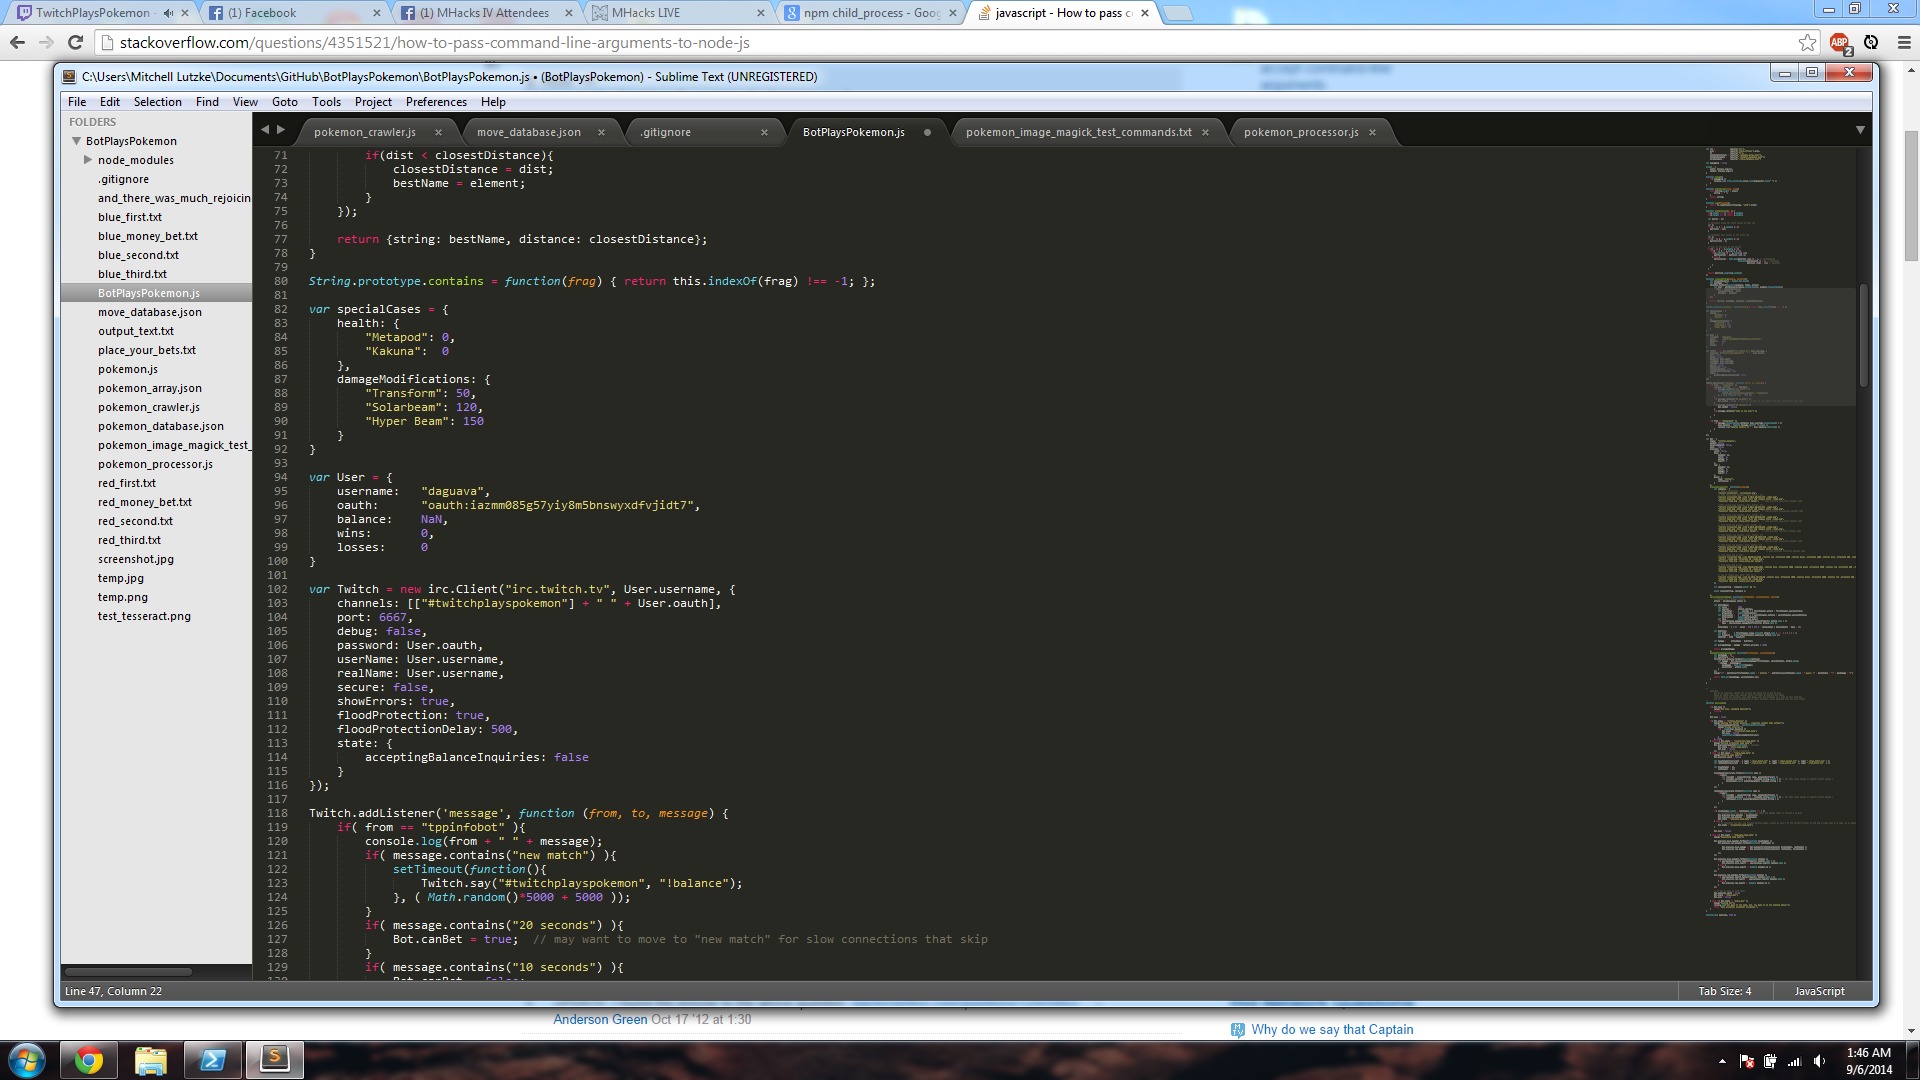 TwitchPlaysPokemon -
(1) Facebook
(1) MHacks IV Attendees
MHacks LIVE
npm child_process - Goo
javascript - How to pass c
stackoverflow.com/questions/4351521/how-to-pass-command-line-arguments-to-node-js
ABP
2
C:\Users\Mitchell Lutzke\Documents\GitHub\BotPlaysPokemon\BotPlaysPokemon.js • (BotPlaysPokemon) - Sublime Text (UNREGISTERED)
File Edit Selection Find View Goto Tools Project Preferences Help
FOLDERS
BotPlaysPokemon
node_modules
.gitignore
and_there_was_much_rejoicin
blue_first.txt
blue_money_bet.txt
blue_second.txt
blue_third.txt
BotPlaysPokemon.js
move_database.json
output_text.txt
place_your_bets.txt
pokemon.js
pokemon_array.json
pokemon_crawler.js
pokemon_database.json
pokemon_image_magick_test_
pokemon_processor.js
red_first.txt
red_money_bet.txt
red_second.txt
red_third.txt
screenshot.jpg
temp.jpg
temp.png
test_tesseract.png
pokemon_crawler.js
move_database.json
.gitignore
BotPlaysPokemon.js
pokemon_image_magick_test_commands.txt
pokemon_processor.js
71 if(dist < closestDistance){
72 closestDistance = dist;
73 bestName = element;
74 }
75 });
76
77 return {string: bestName, distance: closestDistance};
78 }
79
80 String.prototype.contains = function(frag) { return this.indexOf(frag) !== -1; };
81
82 var specialCases = {
83 health: {
84 "Metapod": 0,
85 "Kakuna": 0
86 },
87 damageModifications: {
88 "Transform": 50,
89 "Solarbeam": 120,
90 "Hyper Beam": 150
91 }
92 }
93
94 var User = {
95 username: "daguava",
96 oauth: "oauth:iazmm085g57yiy8m5bnswyxdfvjidt7",
97 balance: NaN,
98 wins: 0,
99 losses: 0
100 }
101
102 var Twitch = new irc.Client("irc.twitch.tv", User.username, {
103 channels: [["#twitchplayspokemon"] + " " + User.oauth],
104 port: 6667,
105 debug: false,
106 password: User.oauth,
107 userName: User.username,
108 realName: User.username,
109 secure: false,
110 showErrors: true,
111 floodProtection: true,
112 floodProtectionDelay: 500,
113 state: {
114 acceptingBalanceInquiries: false
115 }
116 });
117
118 Twitch.addListener('message', function (from, to, message) {
119 if( from == "tppinfobot" ){
120 console.log(from + " " + message);
121 if( message.contains("new match") ){
122 setTimeout(function(){
123 Twitch.say("#twitchplayspokemon", "!balance");
124 }, ( Math.random()*5000 + 5000 ));
125 }
126 if( message.contains("20 seconds") ){
127 Bot.canBet = true; // may want to move to "new match" for slow connections that skip
128 }
129 if( message.contains("10 seconds") ){
Line 47, Column 22
Tab Size: 4
JavaScript
Anderson Green Oct 17 '12 at 1:30
Why do we say that Captain
1:46 AM
9/6/2014